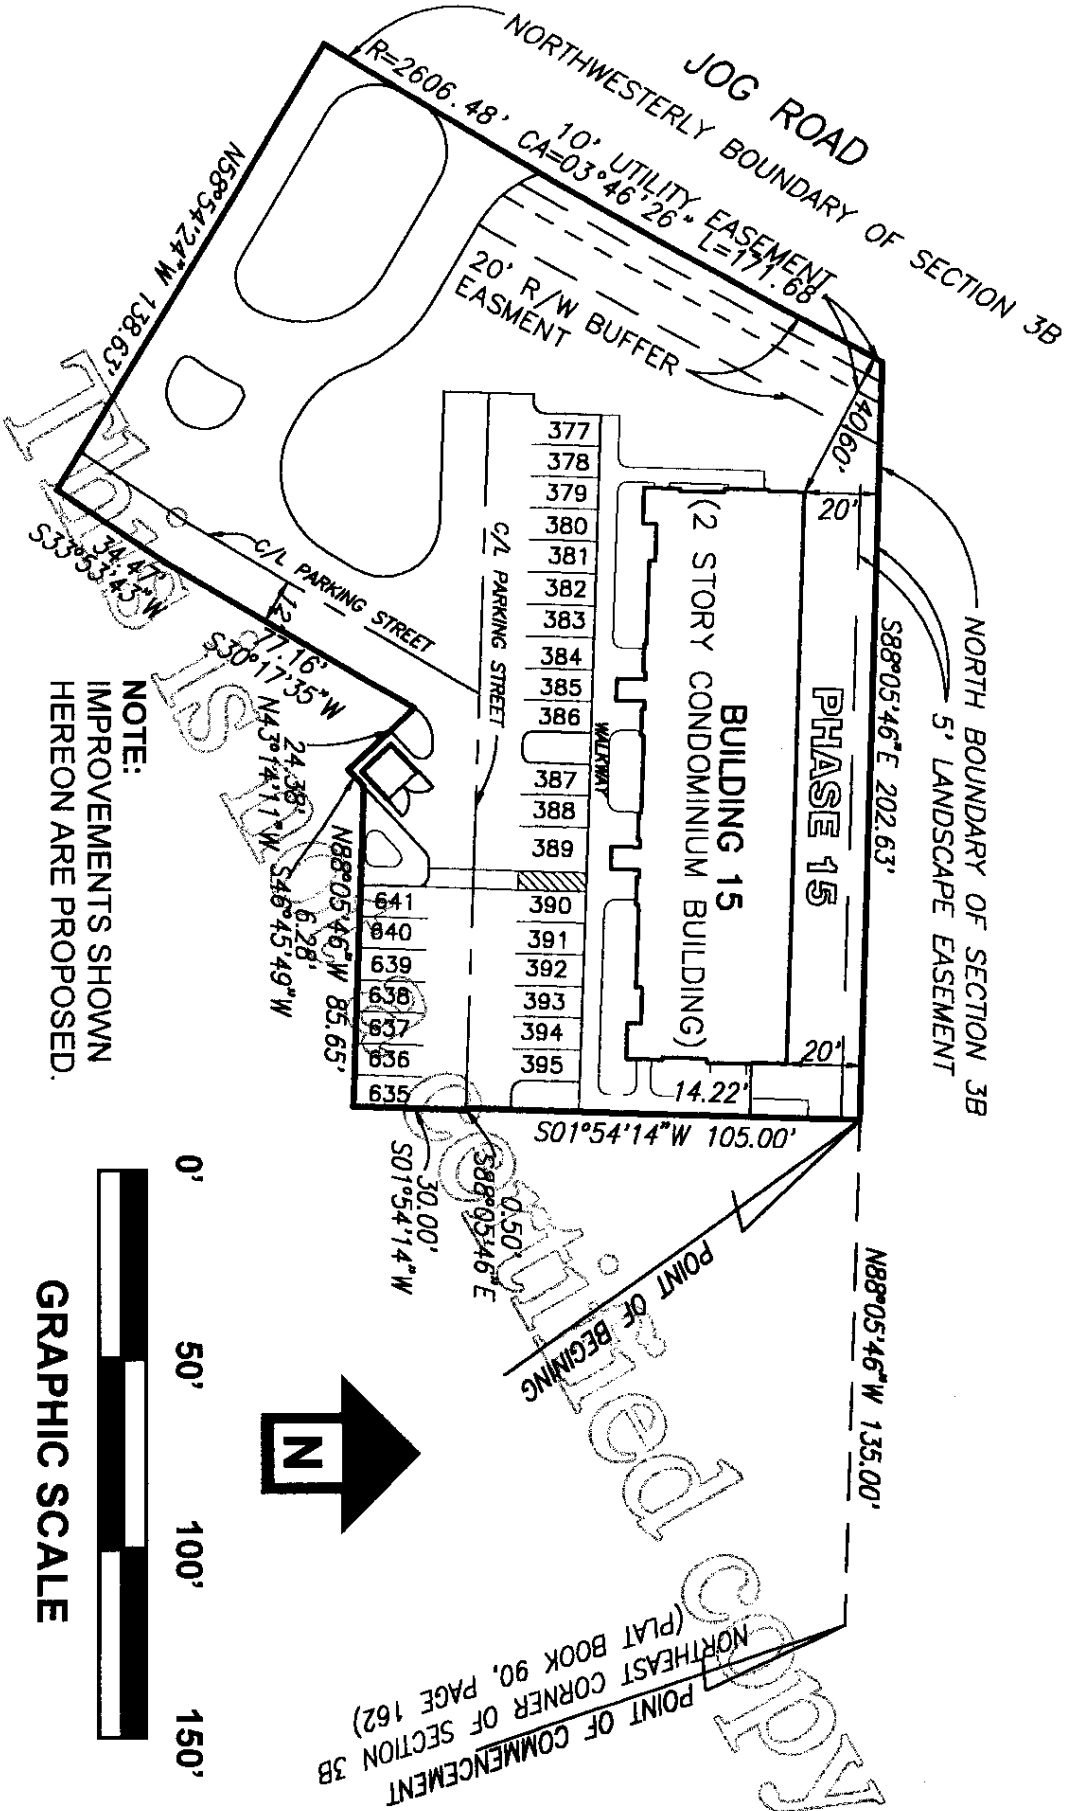 JOG ROAD
NORTHWESTERLY BOUNDARY OF SECTION 3B
R=2606.48' CA=03°46'26" L=171.68'
10' UTILITY EASEMENT
20' R/W BUFFER
EASMENT
40.60'
20'
NORTH BOUNDARY OF SECTION 3B
5' LANDSCAPE EASEMENT
S88°05'46"E 202.63'
N88°05'46"W 135.00'
PHASE 15
BUILDING 15
(2 STORY CONDOMINIUM BUILDING)
20'
14.22'
WALKWAY
377
378
379
380
381
382
383
384
385
386
387
388
389
390
391
392
393
394
395
C/L PARKING STREET
C/L PARKING STREET
12'
641
640
639
638
637
636
635
N58°54'24"W 138.63'
34.47'
S33°53'43"W
77.16'
S30°17'35"W
24.38'
N43°14'11"W
6.28'
S46°45'49"W
N88°05'46"W 85.65'
S01°54'14"W 105.00'
0.50'
S88°05'46"E
30.00'
S01°54'14"W
POINT OF BEGINING
POINT OF COMMENCEMENT
NORTHEAST CORNER OF SECTION 3B
(PLAT BOOK 90, PAGE 162)
NOTE:
IMPROVEMENTS SHOWN
HEREON ARE PROPOSED.
N
0' 50' 100' 150'
GRAPHIC SCALE
This is not a certified copy